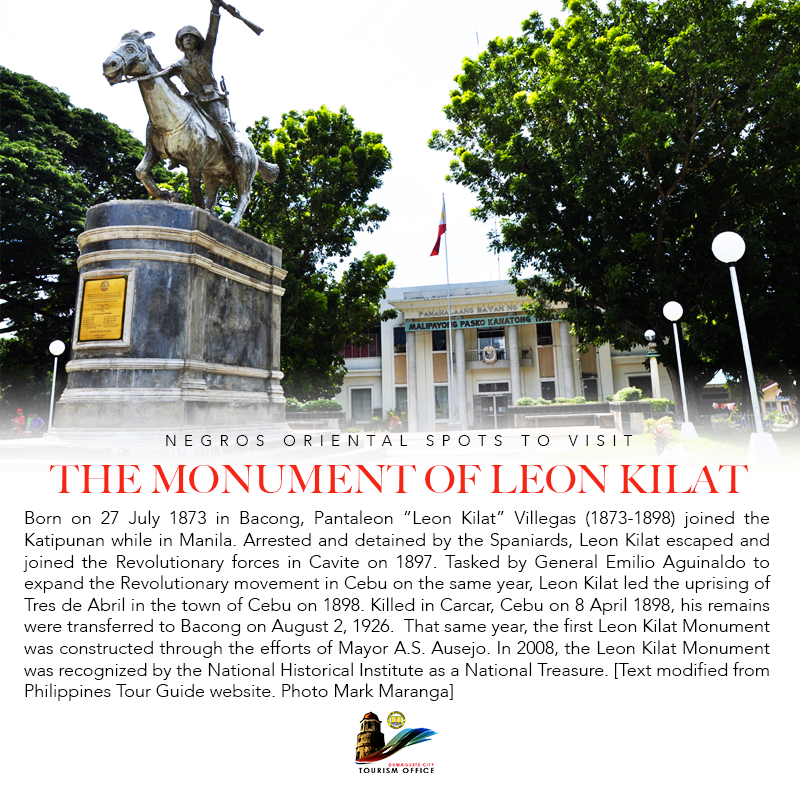 PAMAHALAANG BAYAN NG
MALIPAYONG PASKO KANATONG TANAN
NEGROS ORIENTAL SPOTS TO VISIT
THE MONUMENT OF LEON KILAT
Born on 27 July 1873 in Bacong, Pantaleon “Leon Kilat” Villegas (1873-1898) joined the
Katipunan while in Manila. Arrested and detained by the Spaniards, Leon Kilat escaped and
joined the Revolutionary forces in Cavite on 1897. Tasked by General Emilio Aguinaldo to
expand the Revolutionary movement in Cebu on the same year, Leon Kilat led the uprising of
Tres de Abril in the town of Cebu on 1898. Killed in Carcar, Cebu on 8 April 1898, his remains
were transferred to Bacong on August 2, 1926. That same year, the first Leon Kilat Monument
was constructed through the efforts of Mayor A.S. Ausejo. In 2008, the Leon Kilat Monument
was recognized by the National Historical Institute as a National Treasure. [Text modified from
Philippines Tour Guide website. Photo Mark Maranga]
DUMAGUETE CITY
TOURISM OFFICE